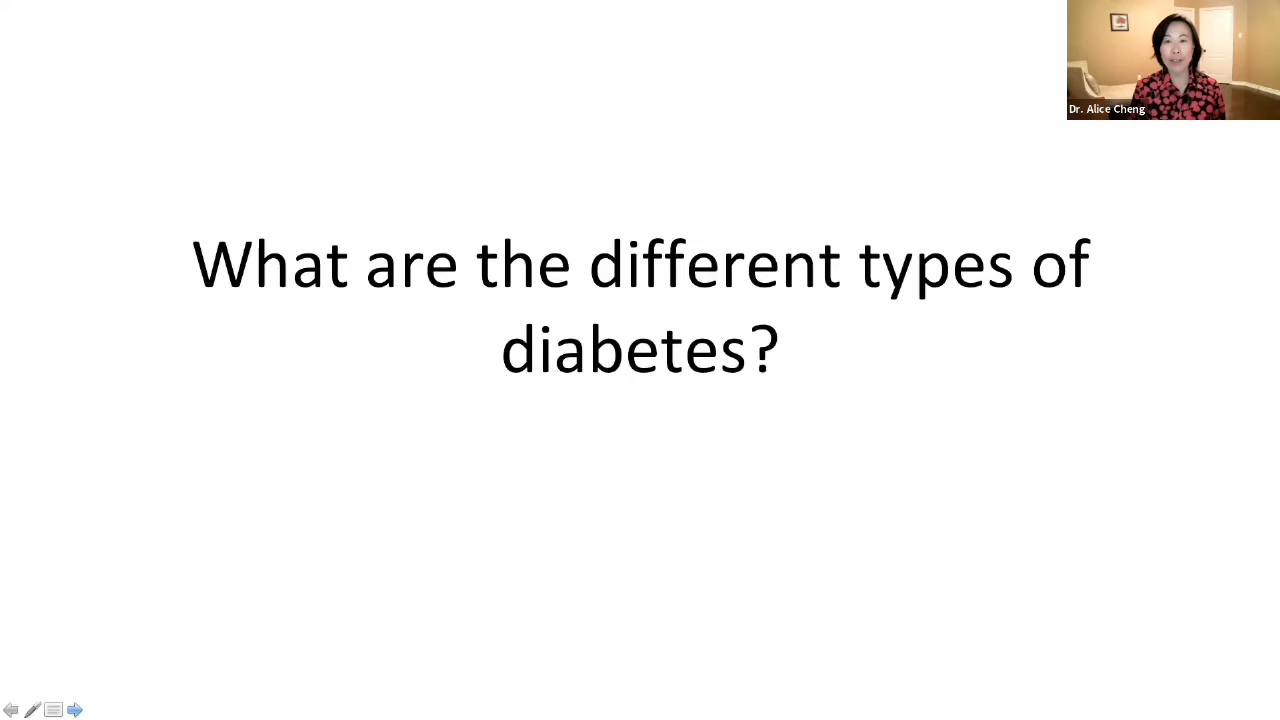 Dr. Alice Cheng
What are the different types of
diabetes?